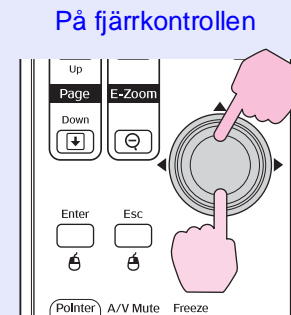 På fjärrkontrollen
Up
Page E-Zoom
Down
Enter Esc
Pointer A/V Mute Freeze